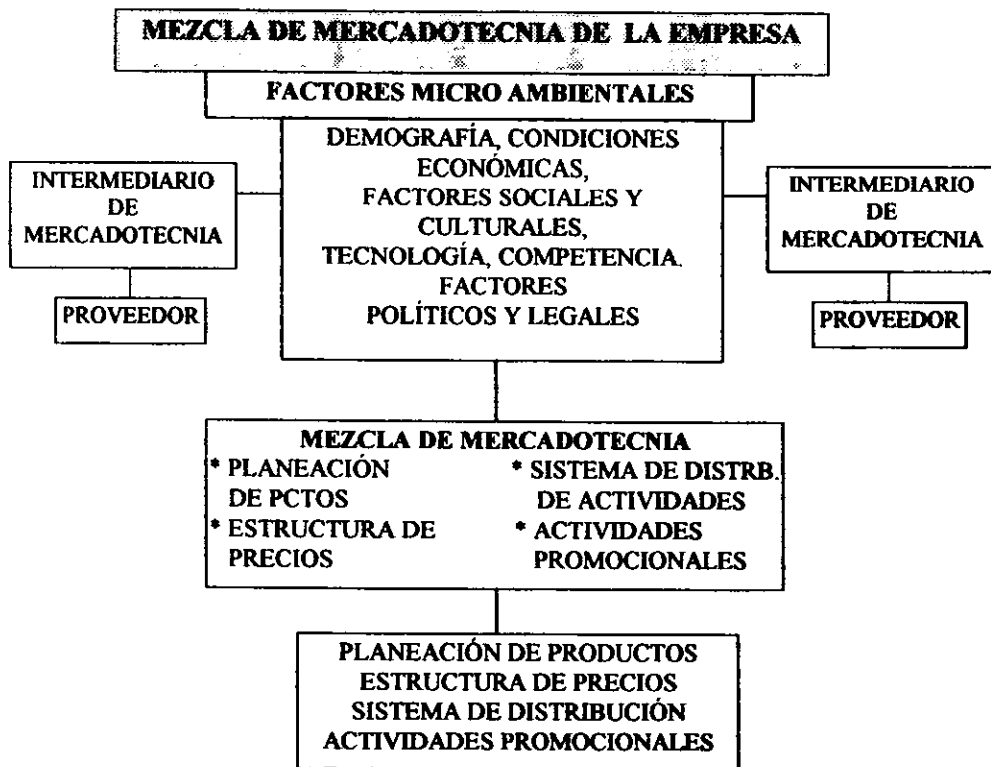 MEZCLA DE MERCADOTECNIA DE LA EMPRESA
FACTORES MICRO AMBIENTALES
DEMOGRAFÍA, CONDICIONES
ECONÓMICAS,
FACTORES SOCIALES Y
CULTURALES,
TECNOLOGÍA, COMPETENCIA.
FACTORES
POLÍTICOS Y LEGALES
INTERMEDIARIO
DE
MERCADOTECNIA
PROVEEDOR
INTERMEDIARIO
DE
MERCADOTECNIA
PROVEEDOR
MEZCLA DE MERCADOTECNIA
* PLANEACIÓN
DE PCTOS
* ESTRUCTURA DE
PRECIOS
* SISTEMA DE DISTRB.
DE ACTIVIDADES
* ACTIVIDADES
PROMOCIONALES
PLANEACIÓN DE PRODUCTOS
ESTRUCTURA DE PRECIOS
SISTEMA DE DISTRIBUCIÓN
ACTIVIDADES PROMOCIONALES